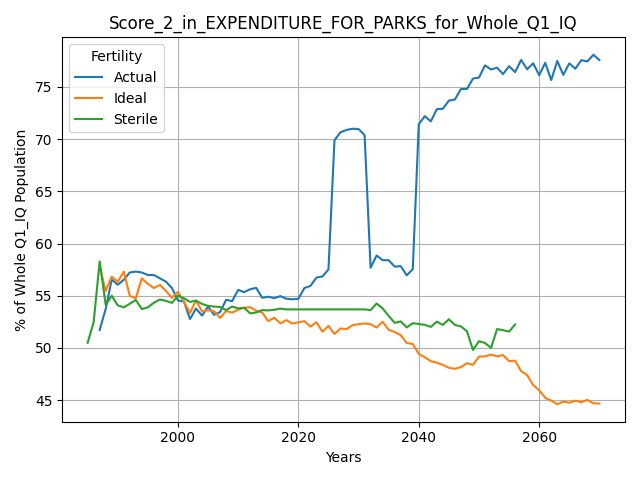 Score_2_in_EXPENDITURE_FOR_PARKS_for_Whole_Q1_IQ
Fertility
Actual
Ideal
Sterile
% of Whole Q1_IQ Population
75
70
65
60
55
50
45
2000
2020
2040
2060
Years